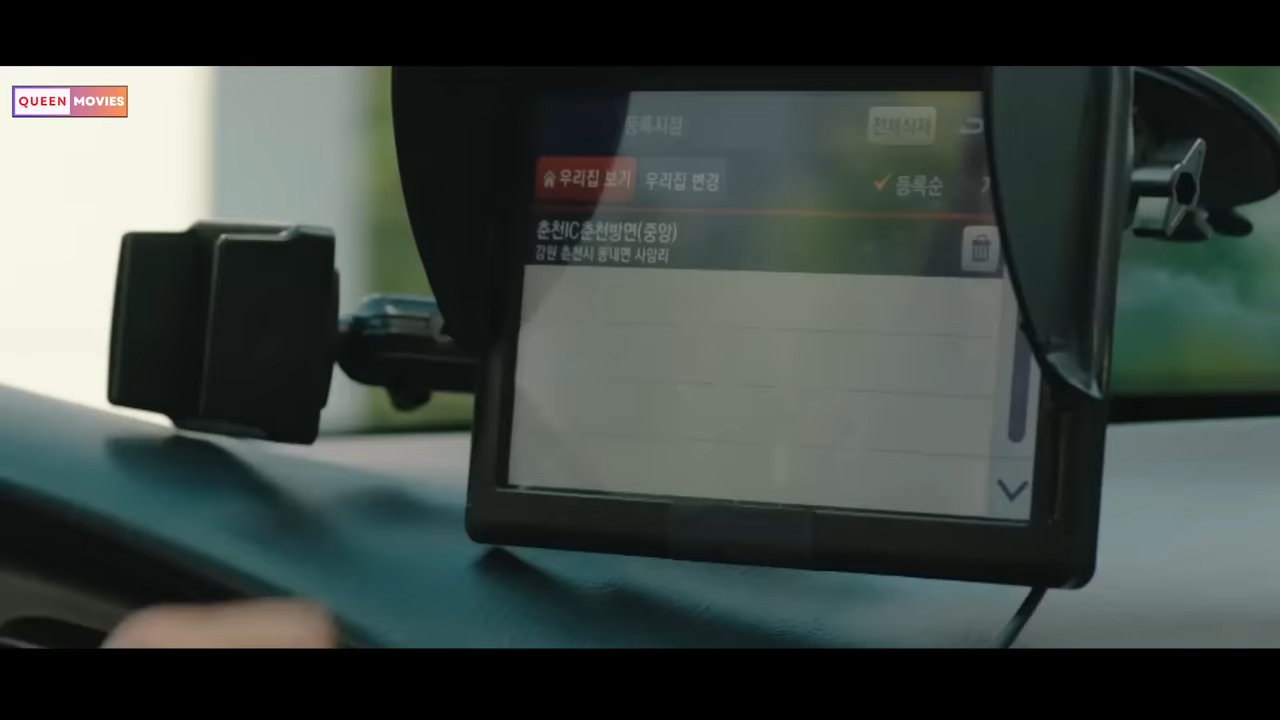 QUEEN MOVIES
등록지점 전체삭제
우리집 보기 우리집 변경 등록순
춘천IC춘천방면(중앙)
강원 춘천시 동내면 사암리